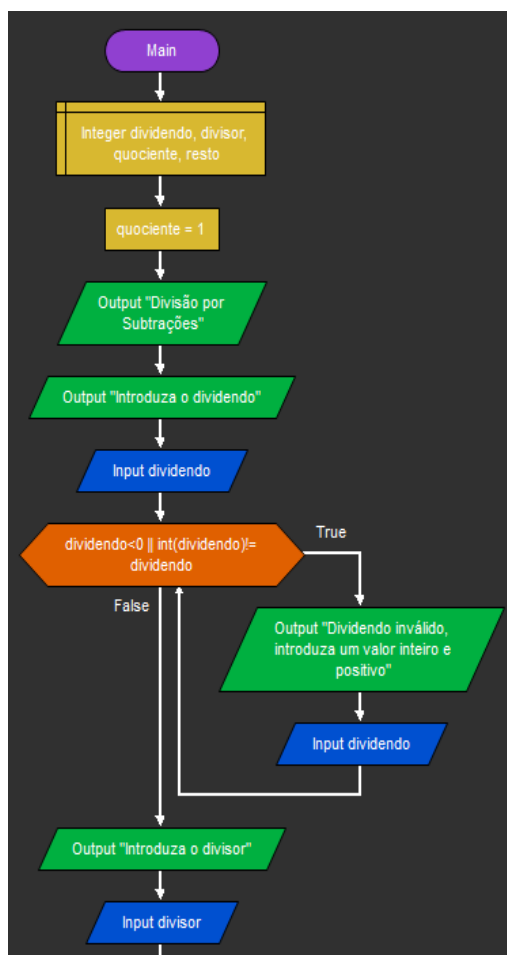 Main
Integer dividendo, divisor,
quociente, resto
quociente = 1
Output "Divisão por
Subtrações"
Output "Introduza o dividendo"
Input dividendo
dividendo<0 || int(dividendo)!=
dividendo
True
False
Output "Dividendo inválido,
introduza um valor inteiro e
positivo"
Input dividendo
Output "Introduza o divisor"
Input divisor